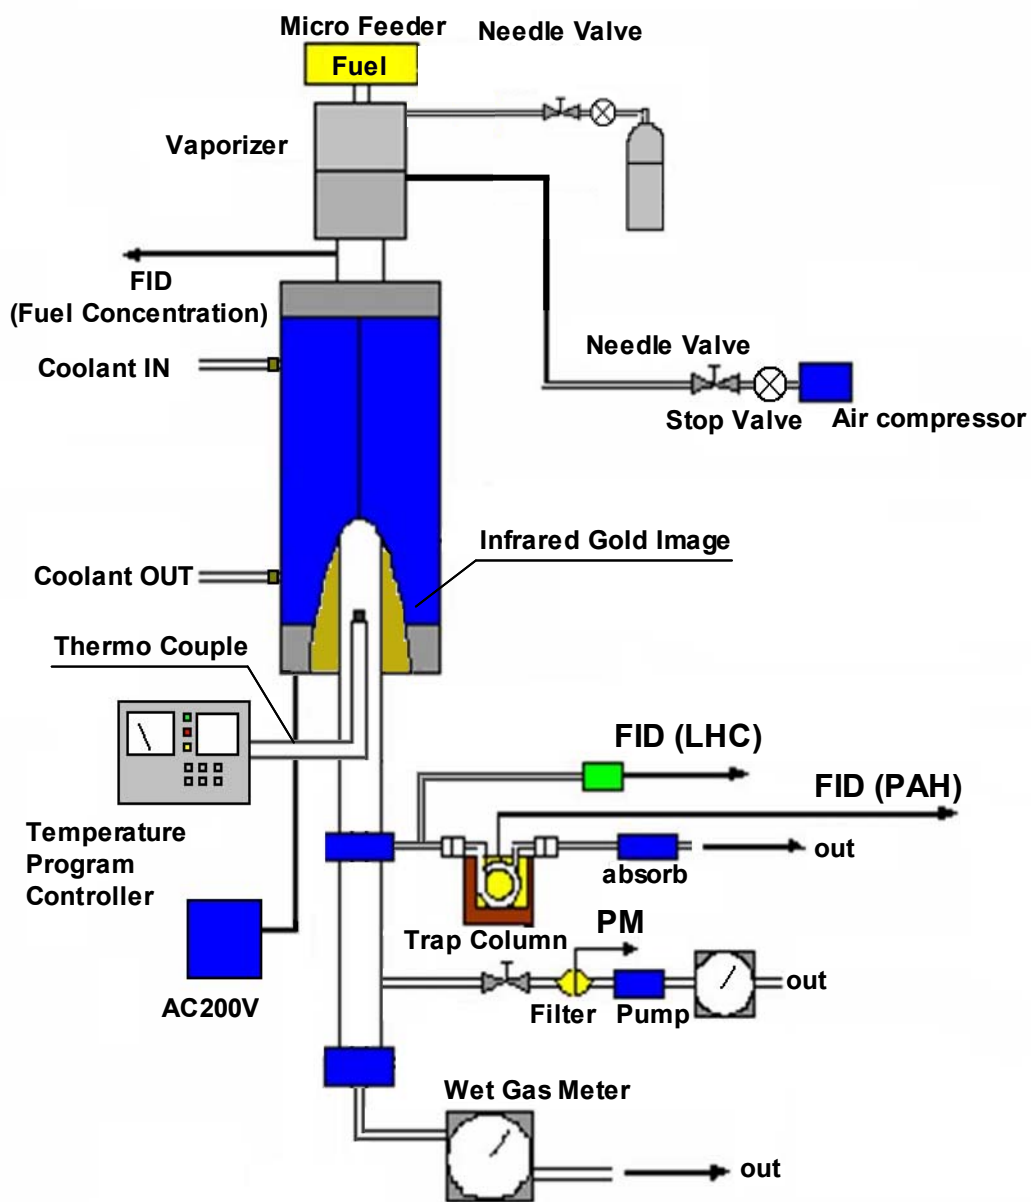 Micro Feeder
Needle Valve
Fuel
Vaporizer
FID
(Fuel Concentration)
Coolant IN
Needle Valve
Stop Valve
Air compressor
Infrared Gold Image
Coolant OUT
Thermo Couple
FID (LHC)
FID (PAH)
Temperature
Program
Controller
out
absorb
Trap Column
PM
AC200V
Filter
Pump
out
Wet Gas Meter
out